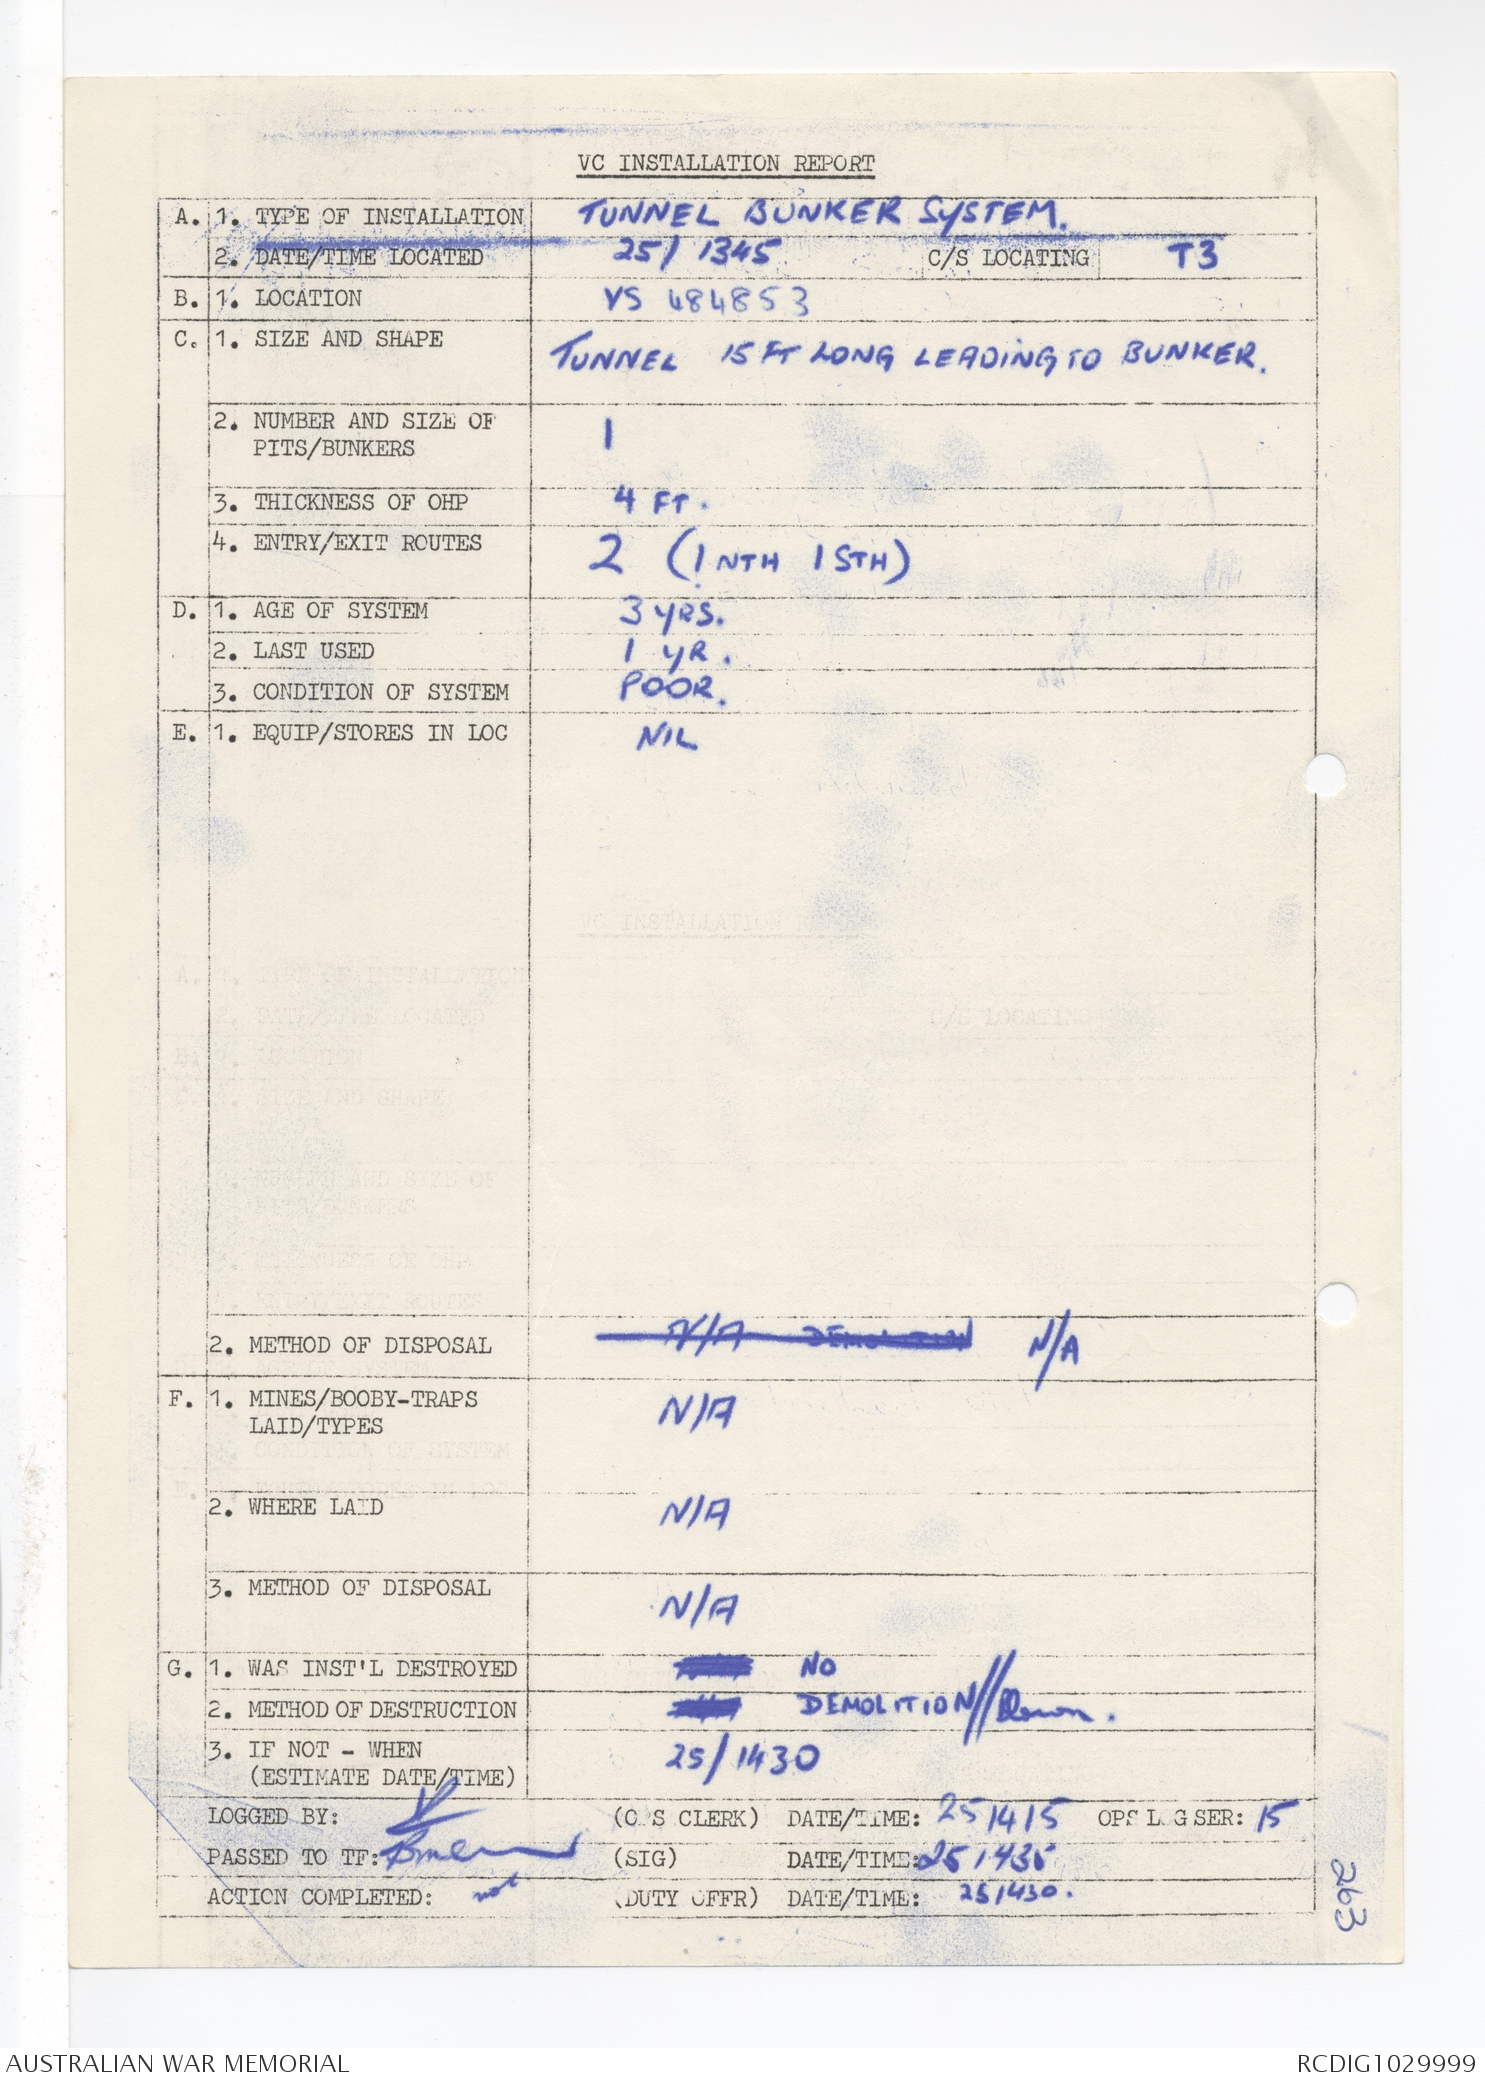 VC INSTALLATION REPORT
A. 1. TYPE OF INSTALLATION TUNNEL BUNKER SYSTEM.
2. DATE/TIME LOCATED 25/1345 C/S LOCATING T3
B. 1. LOCATION YS 484853
C. 1. SIZE AND SHAPE TUNNEL 15 FT LONG LEADING TO BUNKER.
2. NUMBER AND SIZE OF
PITS/BUNKERS 1
3. THICKNESS OF OHP 4 FT.
4. ENTRY/EXIT ROUTES 2 (1 NTH 1 STH)
D. 1. AGE OF SYSTEM 3 YRS.
2. LAST USED 1 YR.
3. CONDITION OF SYSTEM POOR.
E. 1. EQUIP/STORES IN LOC NIL
2. METHOD OF DISPOSAL N/A DEMOLITION N/A
F. 1. MINES/BOOBY-TRAPS
LAID/TYPES N/A
2. WHERE LAID N/A
3. METHOD OF DISPOSAL N/A
G. 1. WAS INST'L DESTROYED NO
2. METHOD OF DESTRUCTION DEMOLITION//
3. IF NOT - WHEN
(ESTIMATE DATE/TIME) 25/1430
LOGGED BY: (OPS CLERK) DATE/TIME: 251415 OPS LOG SER: 15
PASSED TO TF: (SIG) DATE/TIME: 251435
ACTION COMPLETED: (DUTY OFFR) DATE/TIME: 251430.
263
AUSTRALIAN WAR MEMORIAL RCDIG1029999